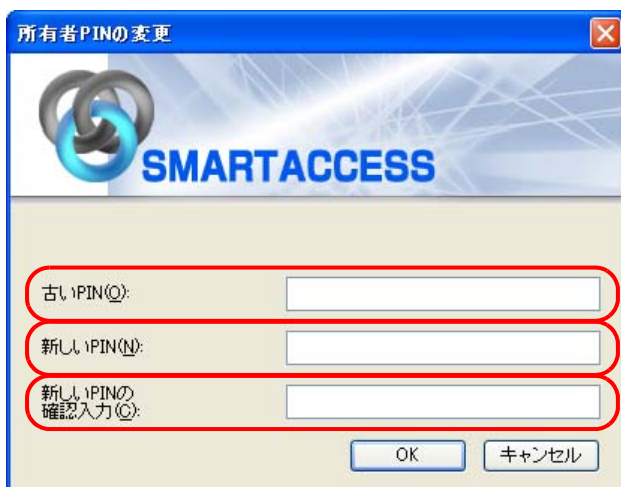 所有者PINの変更
SMARTACCESS
古いPIN(O):
新しいPIN(N):
新しいPINの
確認入力(C):
OK
キャンセル